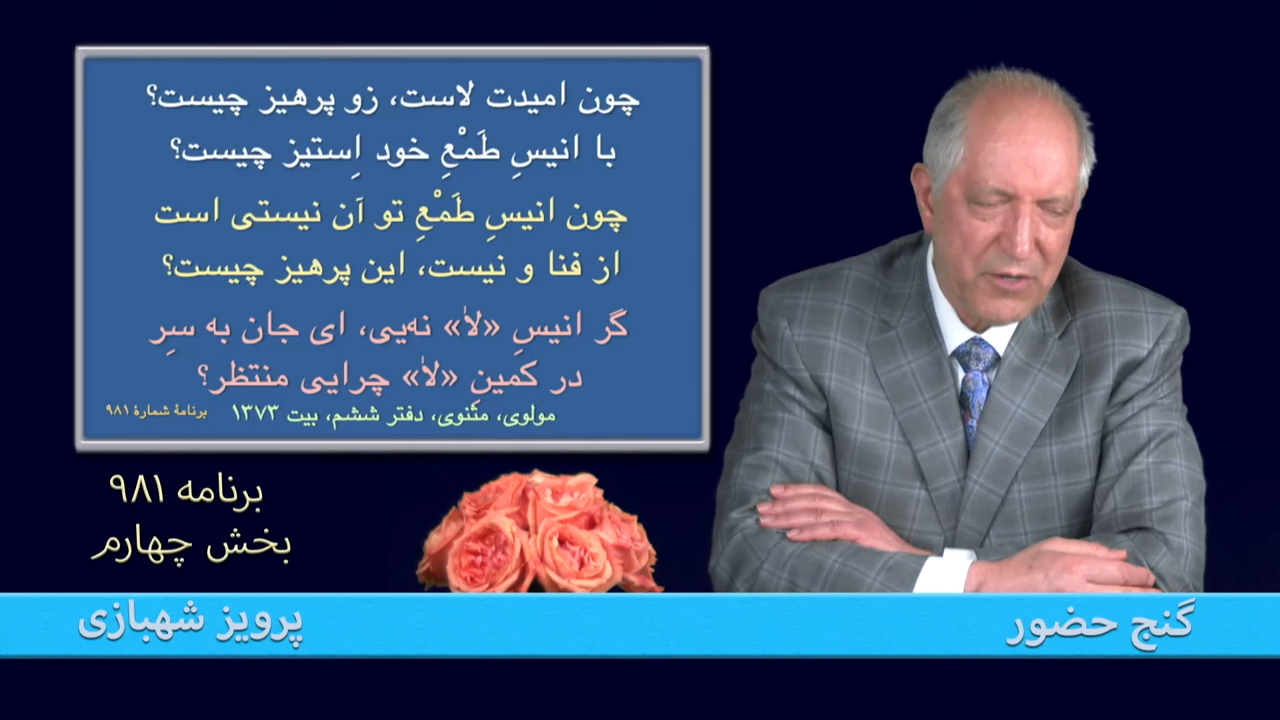 چون امیدت لاست، زو پرهیز چیست؟
با انیسِ طَمْعِ خود اِستیز چیست؟
چون انیسِ طَمْعِ تو آن نیستی است
از فنا و نیست، این پرهیز چیست؟
گر انیسِ «لاٰ» نه‌یی، ای جان به سِر
در کمینِ «لاٰ» چرایی منتظر؟
مولوی، مثنوی، دفتر ششم، بیت ۱۳۷۳
برنامهٔ شمارهٔ ۹۸۱
برنامه ۹۸۱
بخش چهارم
گنج حضور
پرویز شهبازی